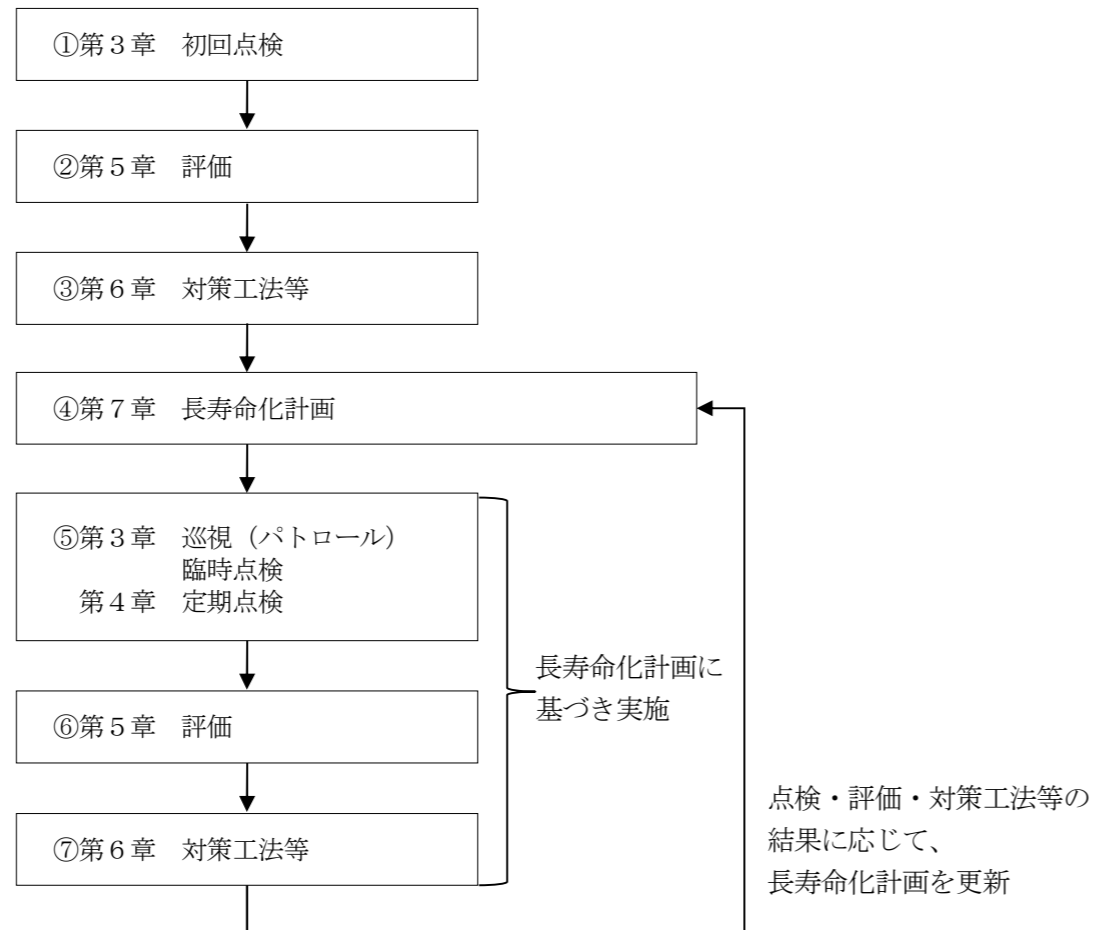 ①第３章　初回点検
②第５章　評価
③第６章　対策工法等
④第７章　長寿命化計画
⑤第３章　巡視（パトロール）
臨時点検
第４章　定期点検
長寿命化計画に
基づき実施
⑥第５章　評価
⑦第６章　対策工法等
点検・評価・対策工法等の
結果に応じて、
長寿命化計画を更新